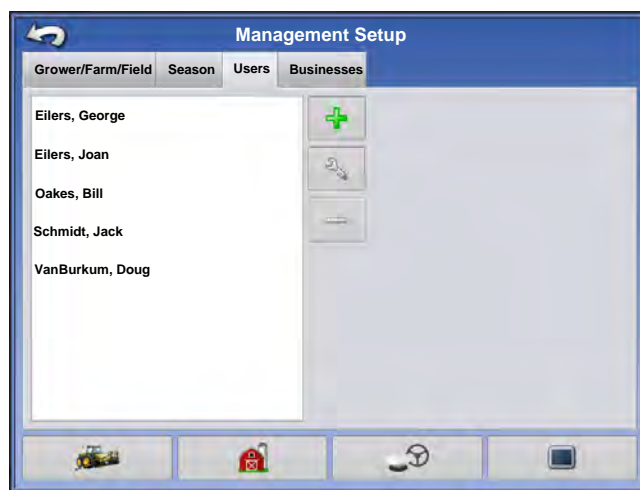 Management Setup
Grower/Farm/Field Season Users Businesses
Eilers, George
Eilers, Joan
Oakes, Bill
Schmidt, Jack
VanBurkum, Doug